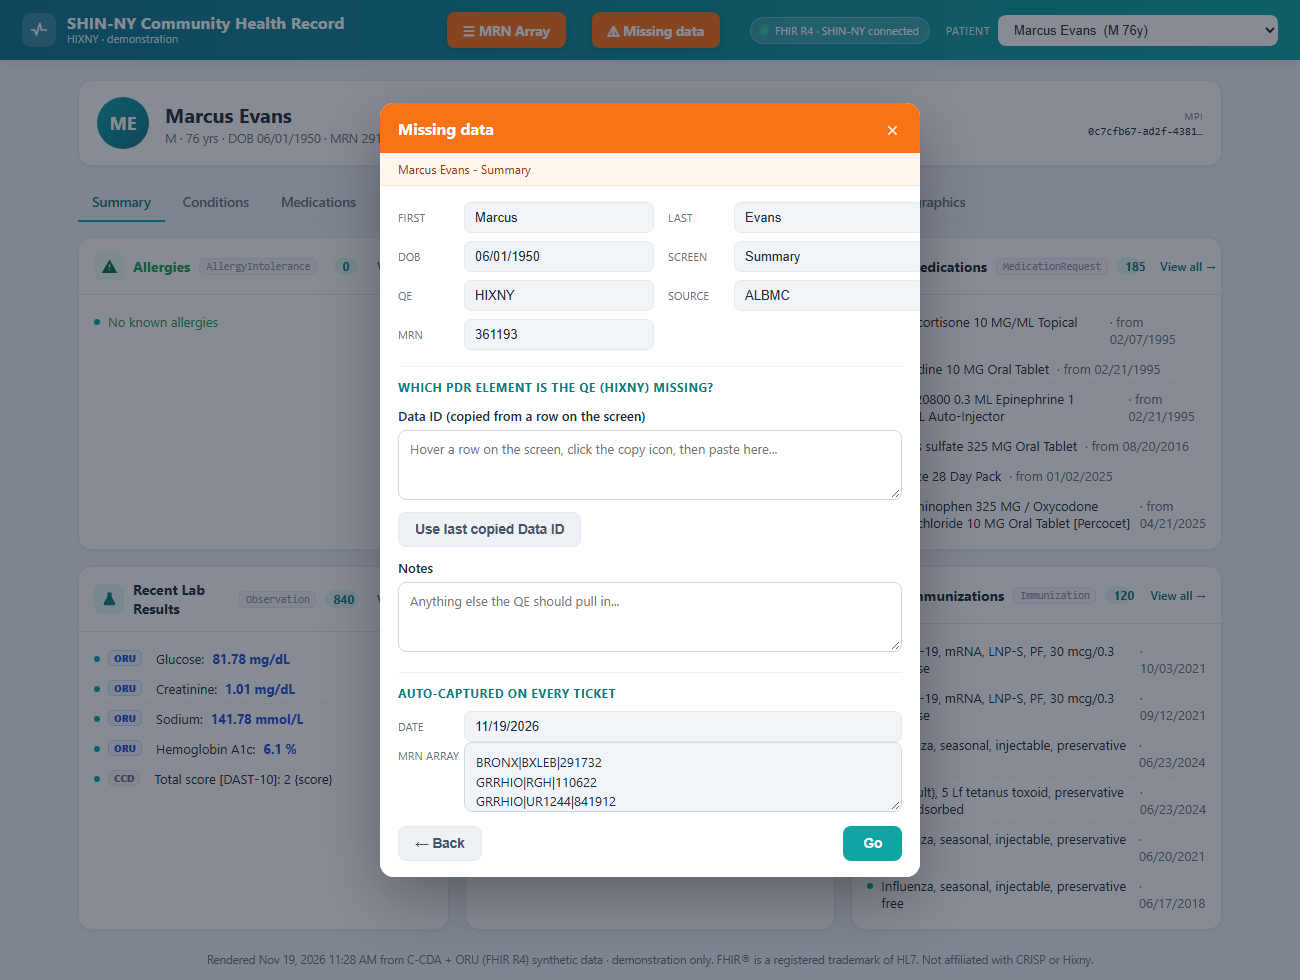 SHIN-NY Community Health Record
HIXNY · demonstration
☰ MRN Array
⚠ Missing data
FHIR R4 · SHIN-NY connected
PATIENT
Marcus Evans (M 76y)
ME
Marcus Evans
M · 76 yrs · DOB 06/01/1950 · MRN 291
MPI
0c7cfb67-ad2f-4381…
Summary
Conditions
Medications
raphics
Allergies
AllergyIntolerance
0
No known allergies
edications
MedicationRequest
185
View all →
cortisone 10 MG/ML Topical
· from
02/07/1995
dine 10 MG Oral Tablet · from 02/21/1995
0800 0.3 ML Epinephrine 1
L Auto-Injector
· from
02/21/1995
s sulfate 325 MG Oral Tablet · from 08/20/2016
e 28 Day Pack · from 01/02/2025
ninophen 325 MG / Oxycodone
chloride 10 MG Oral Tablet [Percocet]
· from
04/21/2025
Recent Lab
Results
Observation
840
ORU Glucose: 81.78 mg/dL
ORU Creatinine: 1.01 mg/dL
ORU Sodium: 141.78 mmol/L
ORU Hemoglobin A1c: 6.1 %
CCD Total score [DAST-10]: 2 {score}
mmunizations
Immunization
120
View all →
-19, mRNA, LNP-S, PF, 30 mcg/0.3
se
·
10/03/2021
-19, mRNA, LNP-S, PF, 30 mcg/0.3
se
·
09/12/2021
za, seasonal, injectable, preservative
·
06/23/2024
ult), 5 Lf tetanus toxoid, preservative
dsorbed
·
06/23/2024
za, seasonal, injectable, preservative
·
06/20/2021
Influenza, seasonal, injectable, preservative
free
·
06/17/2018
Missing data
×
Marcus Evans - Summary
FIRST
Marcus
LAST
Evans
DOB
06/01/1950
SCREEN
Summary
QE
HIXNY
SOURCE
ALBMC
MRN
361193
WHICH PDR ELEMENT IS THE QE (HIXNY) MISSING?
Data ID (copied from a row on the screen)
Hover a row on the screen, click the copy icon, then paste here...
Use last copied Data ID
Notes
Anything else the QE should pull in...
AUTO-CAPTURED ON EVERY TICKET
DATE
11/19/2026
MRN ARRAY
BRONX|BXLEB|291732
GRRHIO|RGH|110622
GRRHIO|UR1244|841912
← Back
Go
Rendered Nov 19, 2026 11:28 AM from C-CDA + ORU (FHIR R4) synthetic data · demonstration only. FHIR® is a registered trademark of HL7. Not affiliated with CRISP or Hixny.